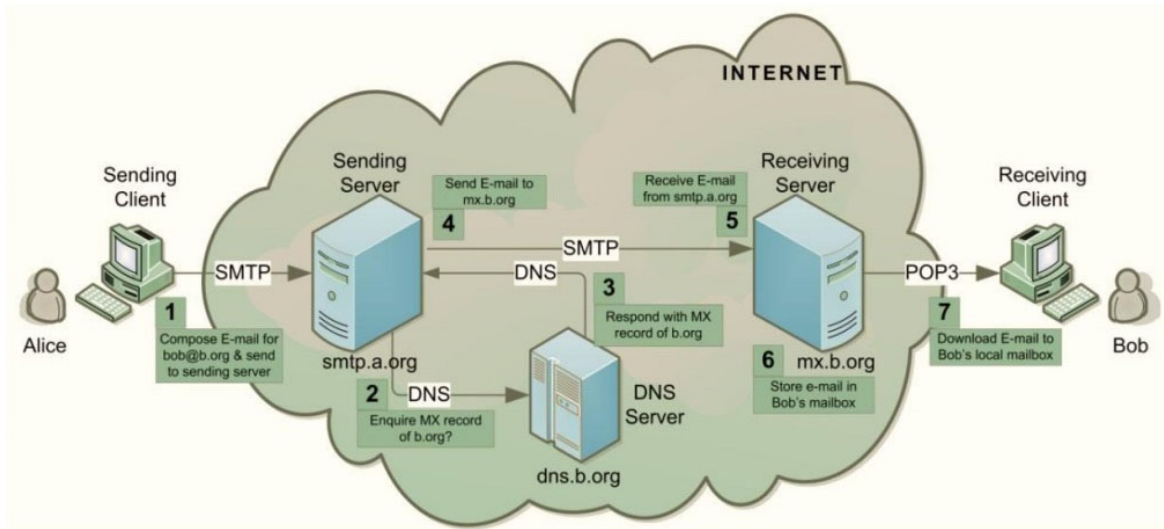 INTERNET
Sending
Client
Alice
SMTP
1
Compose E-mail for
bob@b.org & send
to sending server
Sending
Server
smtp.a.org
2
DNS
Enquire MX record
of b.org?
DNS
Server
dns.b.org
DNS
3
Respond with MX
record of b.org
Send E-mail to
mx.b.org
4
SMTP
Receive E-mail
from smtp.a.org
5
Receiving
Server
mx.b.org
6
Store e-mail in
Bob's mailbox
POP3
7
Download E-mail to
Bob's local mailbox
Receiving
Client
Bob